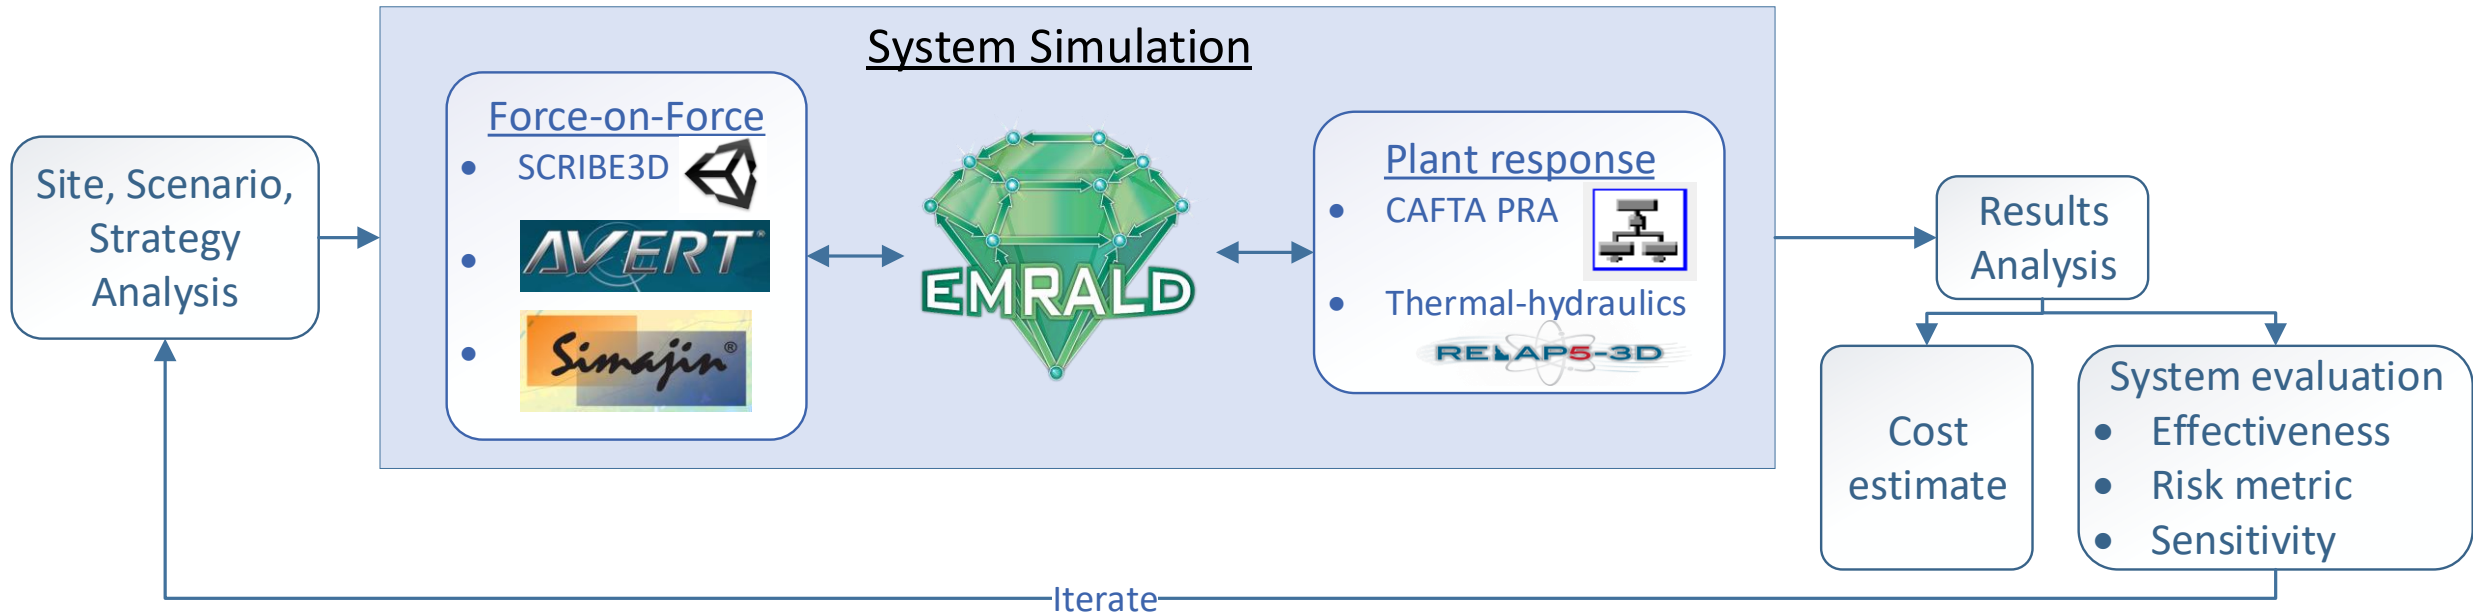 System Simulation
Site, Scenario,
Strategy
Analysis
Force-on-Force
• SCRIBE3D
• AVERT®
• Simajin®
EMRALD
Plant response
• CAFTA PRA
• Thermal-hydraulics
RELAP5-3D
Results
Analysis
Cost
estimate
System evaluation
• Effectiveness
• Risk metric
• Sensitivity
Iterate